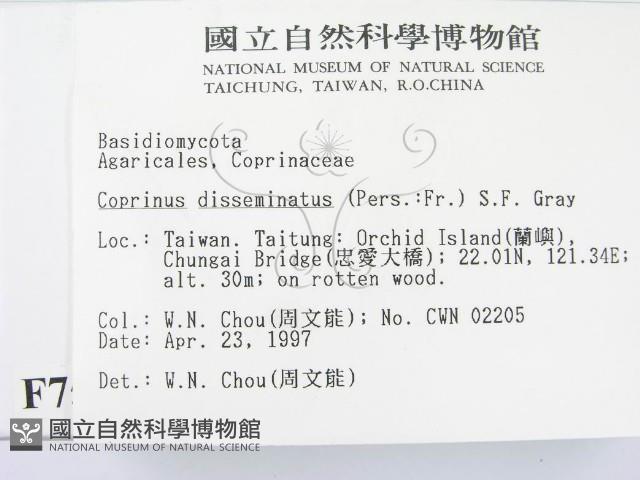 國立自然科學博物館
NATIONAL MUSEUM OF NATURAL SCIENCE
TAICHUNG, TAIWAN, R.O.CHINA
Basidiomycota
Agaricales, Coprinaceae
Coprinus disseminatus (Pers.:Fr.) S.F. Gray
Loc.: Taiwan. Taitung: Orchid Island(蘭嶼),
Chungai Bridge(忠愛大橋); 22.01N, 121.34E;
alt. 30m; on rotten wood.
Col.: W.N. Chou(周文能); No. CWN 02205
Date: Apr. 23, 1997
Det.: W.N. Chou(周文能)
國立自然科學博物館
NATIONAL MUSEUM OF NATURAL SCIENCE